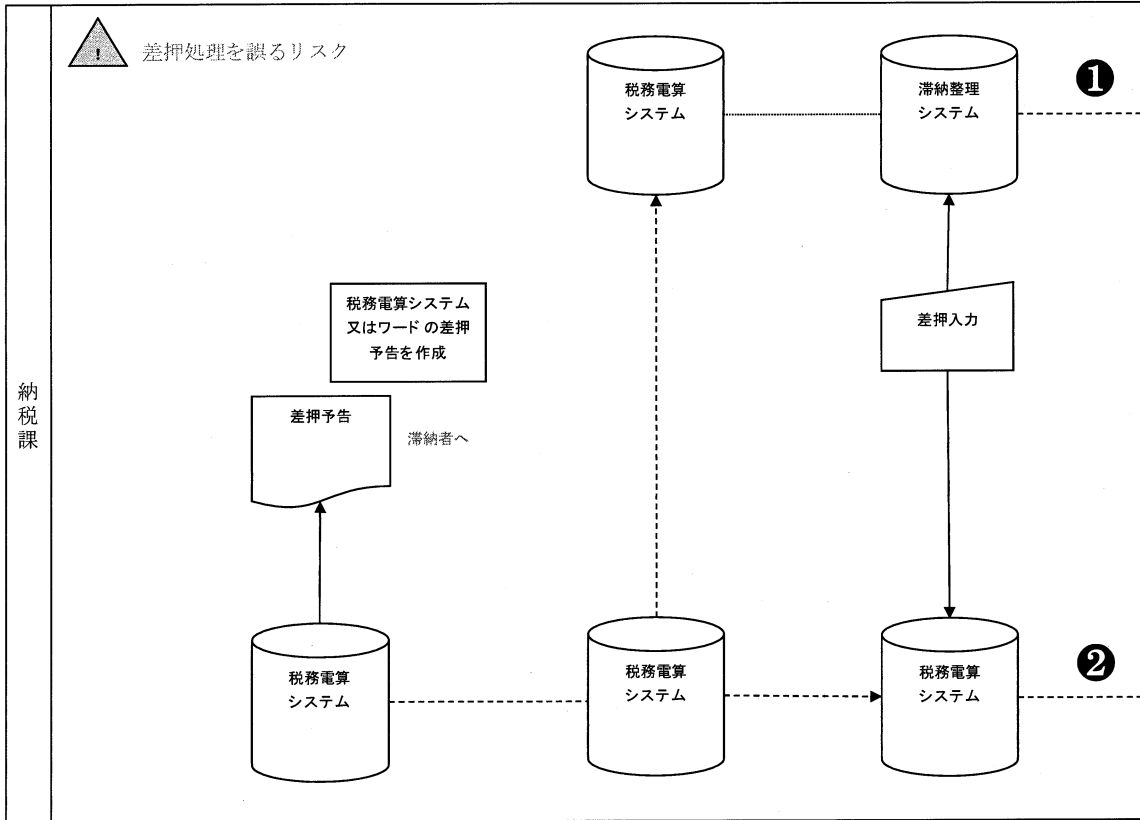 納税課
!
差押処理を誤るリスク
税務電算
システム
滞納整理
システム
❶
税務電算システム
又はワードの差押
予告を作成
差押入力
差押予告
滞納者へ
税務電算
システム
税務電算
システム
税務電算
システム
❷